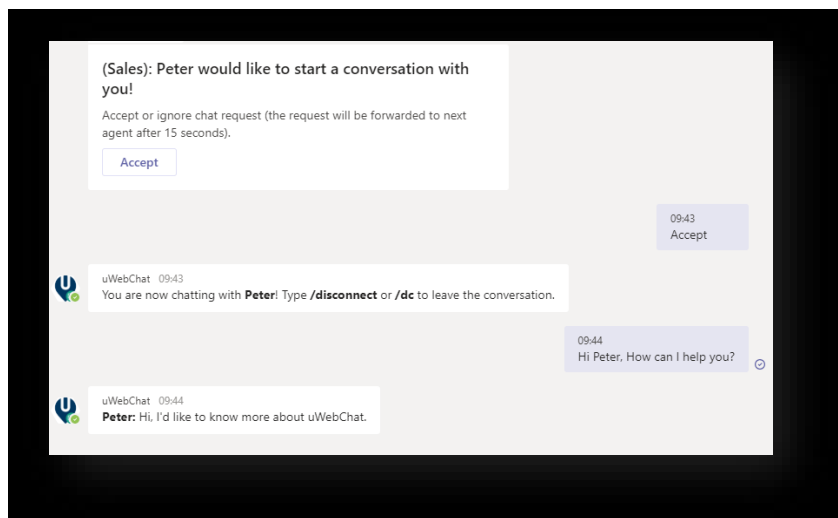 (Sales): Peter would like to start a conversation with
you!
Accept or ignore chat request (the request will be forwarded to next
agent after 15 seconds).
Accept
09:43
Accept
uWebChat 09:43
You are now chatting with Peter! Type /disconnect or /dc to leave the conversation.
09:44
Hi Peter, How can I help you?
uWebChat 09:44
Peter: Hi, I'd like to know more about uWebChat.